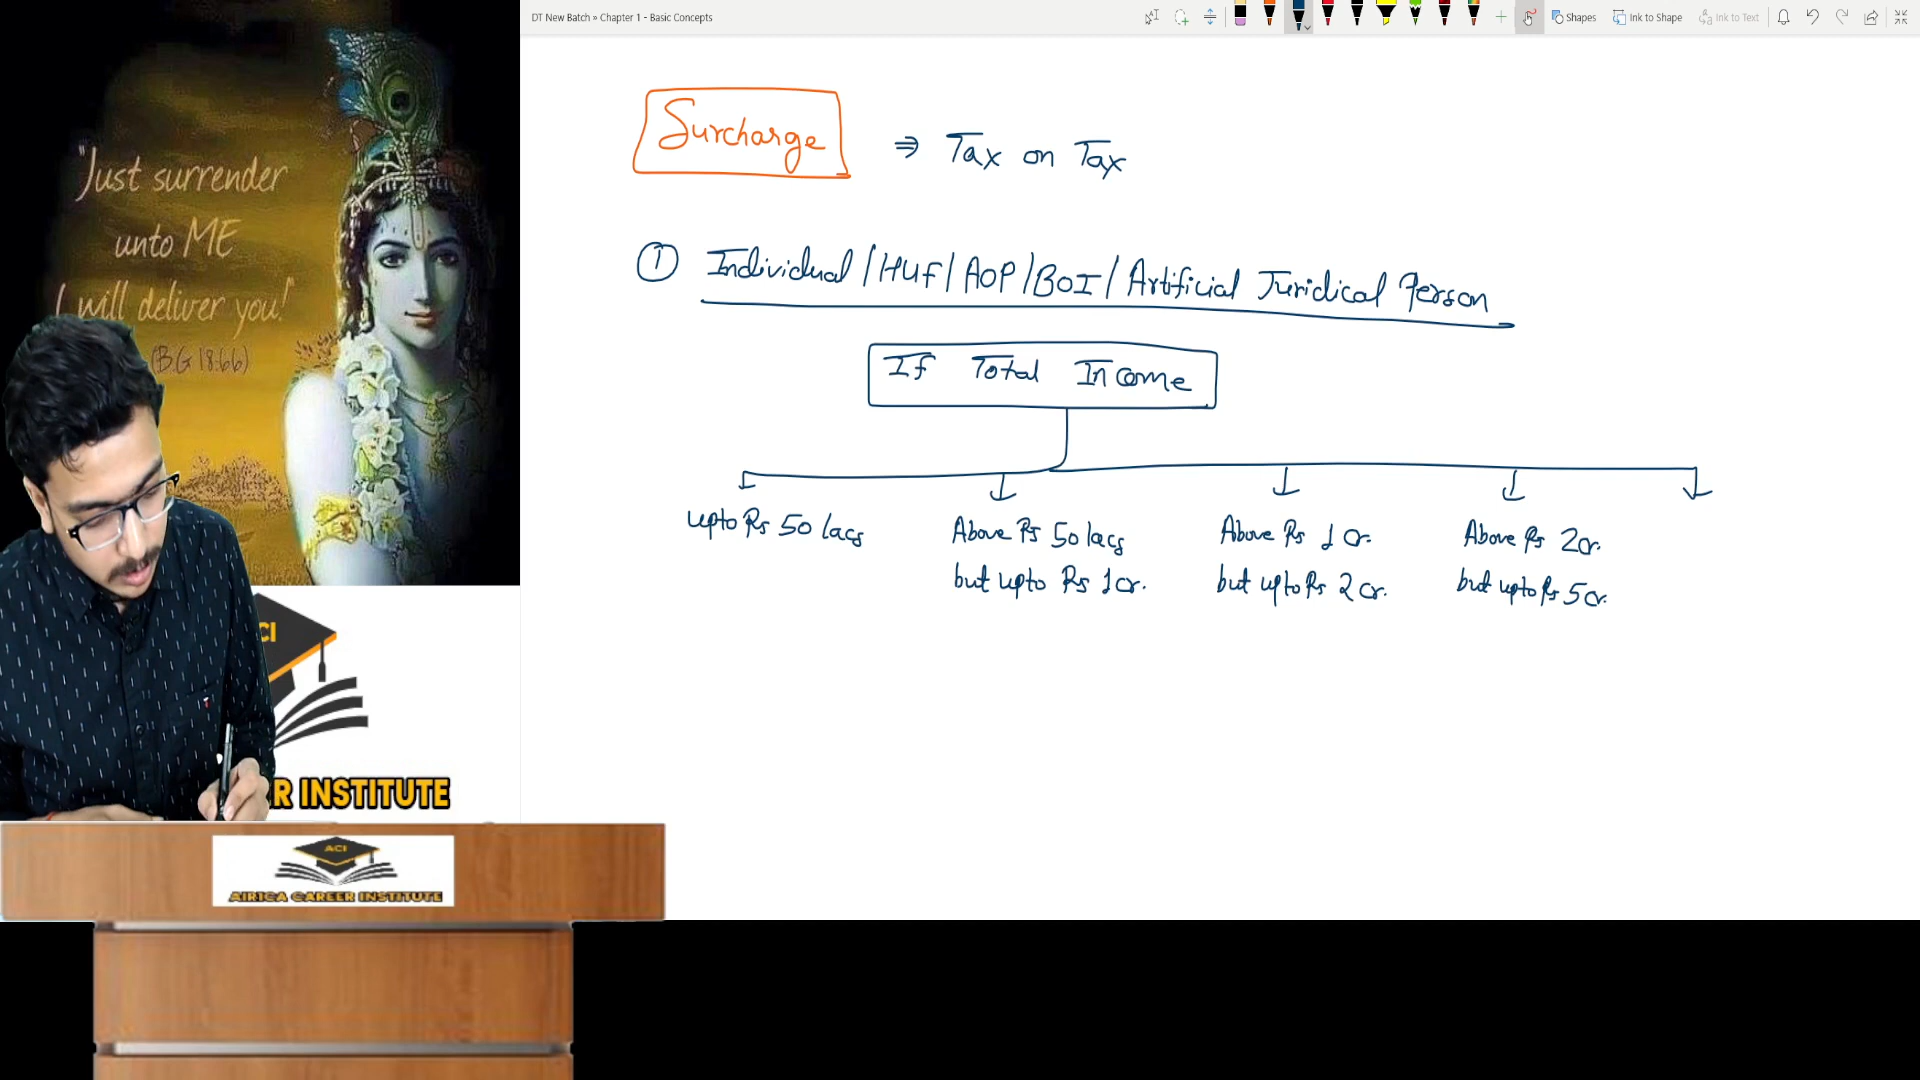 DT New Batch » Chapter 1 - Basic Concepts
Shapes
Ink to Shape
Ink to Text
"Just surrender
unto ME
I will deliver you!"
(B.G 18.66)
Surcharge ⇒ Tax on Tax
① Individual / HUF / AOP / BOI / Artificial Juridical Person
If Total Income
upto Rs 50 lacs
Above Rs 50 lacs
but upto Rs 1 cr.
Above Rs 1 Cr.
but upto Rs 2 cr.
Above Rs 2 cr.
but upto Rs 5 cr.
CI
R INSTITUTE
ACI
AIRICA CAREER INSTITUTE